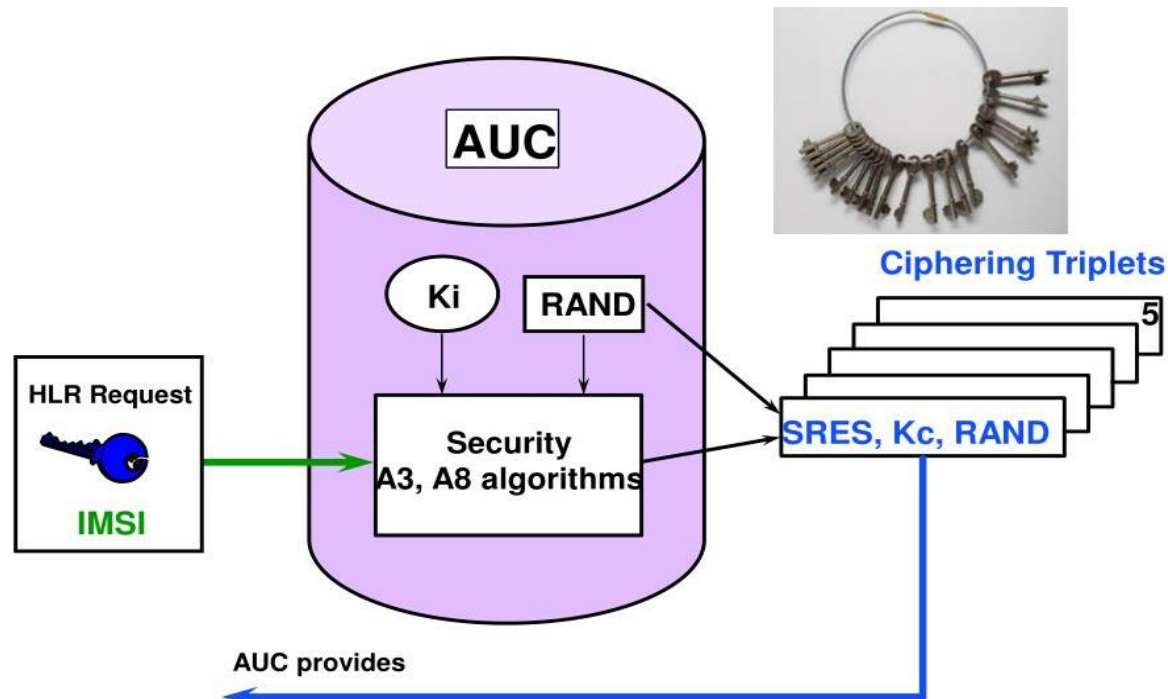 AUC
Ciphering Triplets
5
Ki
RAND
HLR Request
IMSI
Security
A3, A8 algorithms
SRES, Kc, RAND
AUC provides